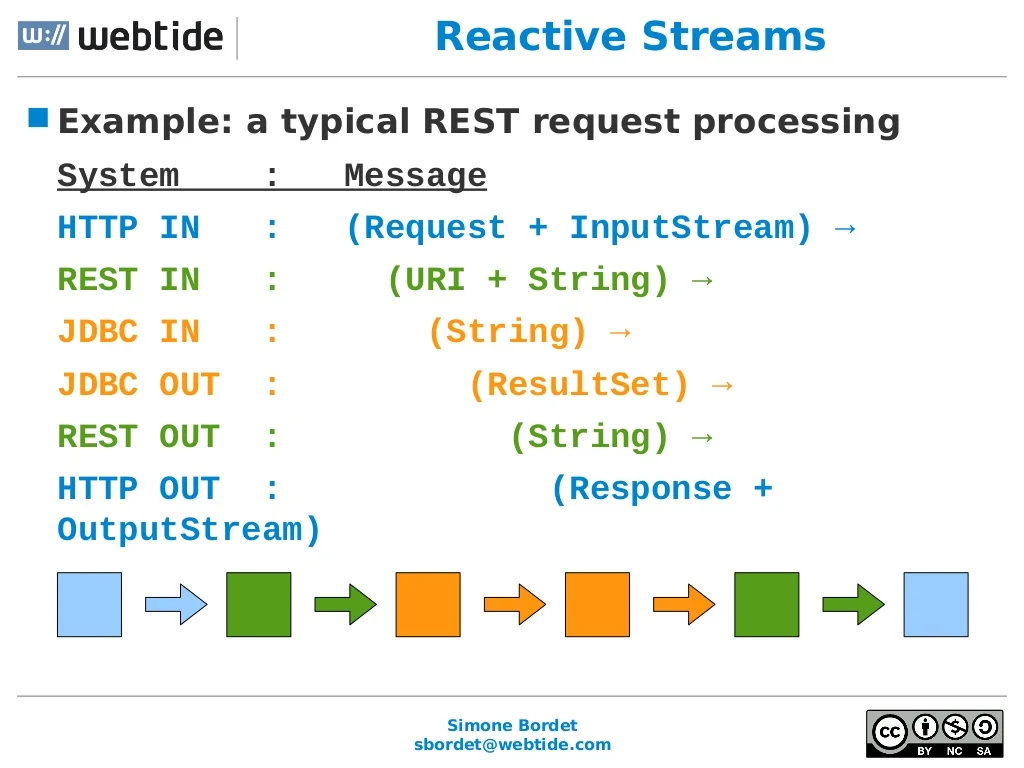 w:// webtide
Reactive Streams
Example: a typical REST request processing
System : Message
HTTP IN : (Request + InputStream) →
REST IN : (URI + String) →
JDBC IN : (String) →
JDBC OUT : (ResultSet) →
REST OUT : (String) →
HTTP OUT : (Response +
OutputStream)
Simone Bordet
sbordet@webtide.com
cc
BY NC SA